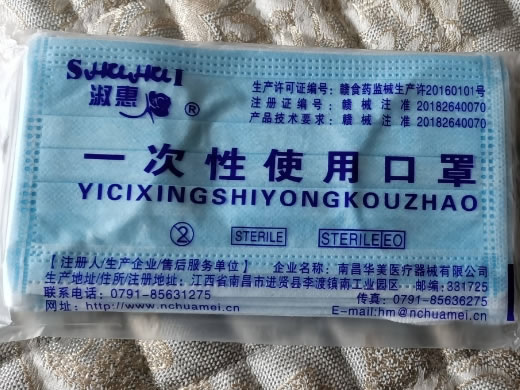 SHUHUI
淑惠 ®
生产许可证编号：赣食药监械生产许20160101号
注册证编号：赣械注准20182640070
产品技术要求：赣械注准20182640070
一次性使用口罩
YICIXINGSHIYONGKOUZHAO
2 STERILE STERILE EO
【注册人/生产企业/售后服务单位】 企业名称：南昌华美医疗器械有限公司
生产地址/住所/注册地址：江西省南昌市进贤县李渡镇南工业园区 邮编：331725
联系电话：0791-85631275 传真：0791-85636275
网址：http://www.nchuamei.cn E-mail:hm@nchuamei.cn